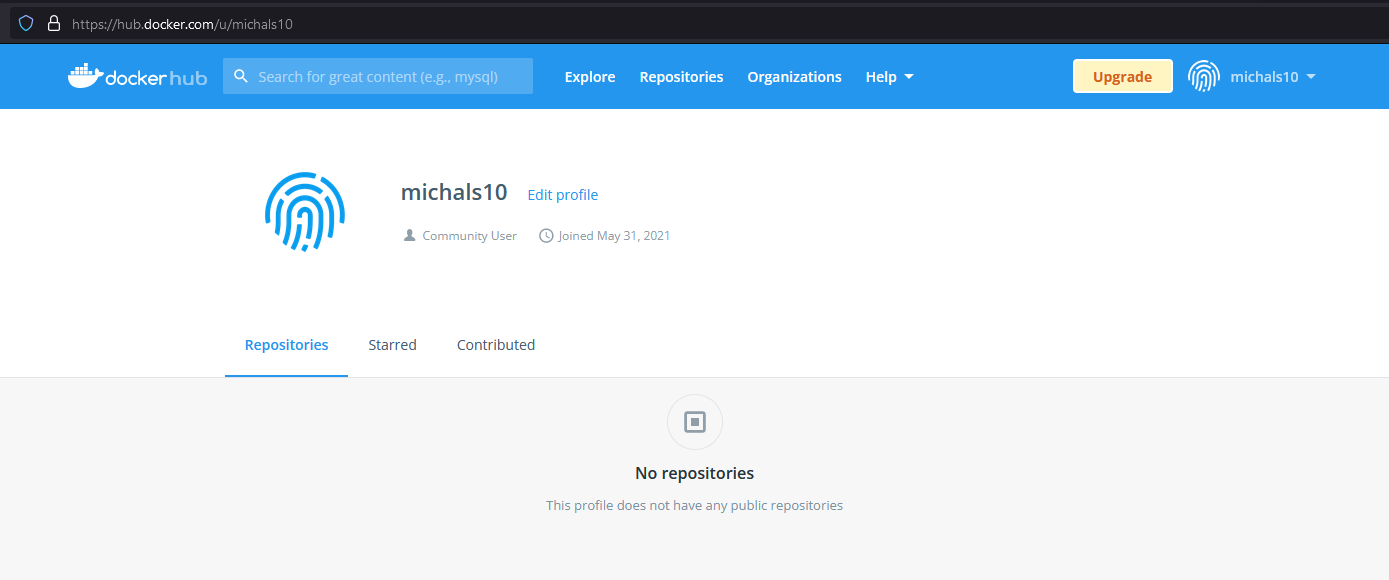 https://hub.docker.com/u/michals10
docker hub Search for great content (e.g., mysql) Explore Repositories Organizations Help Upgrade michals10
michals10 Edit profile
Community User Joined May 31, 2021
Repositories Starred Contributed
No repositories
This profile does not have any public repositories